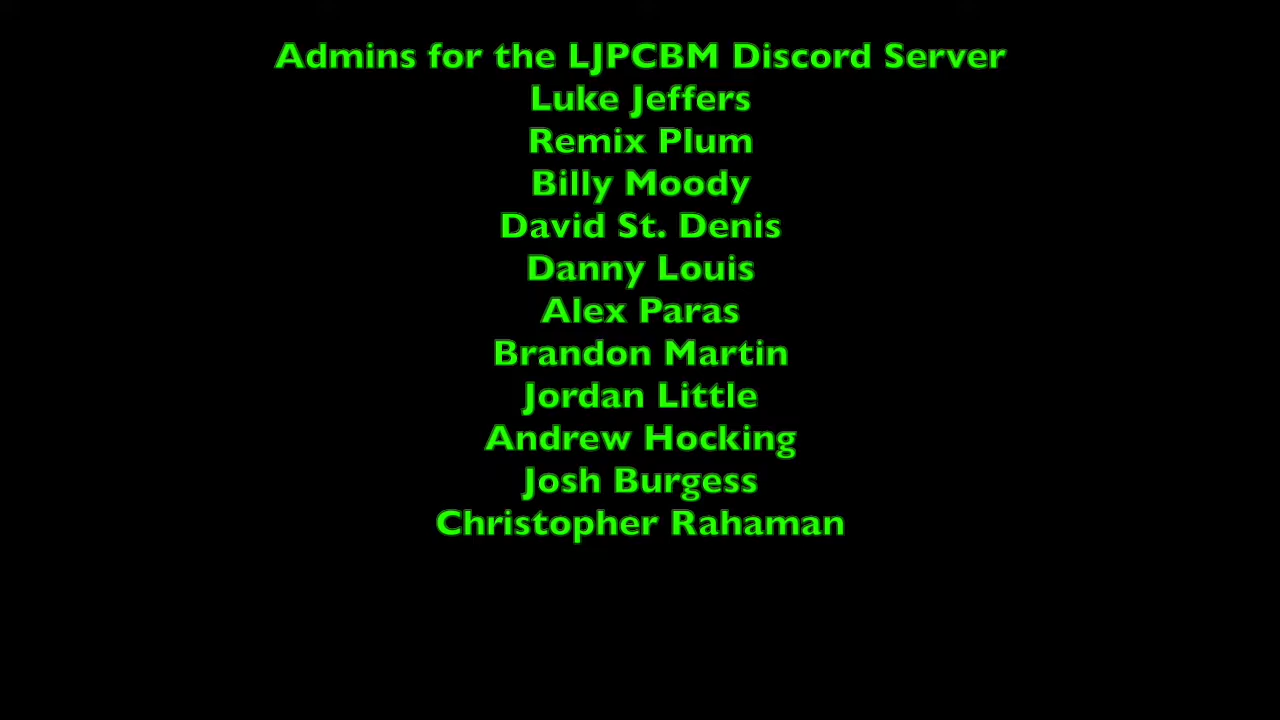 Admins for the LJPCBM Discord Server
Luke Jeffers
Remix Plum
Billy Moody
David St. Denis
Danny Louis
Alex Paras
Brandon Martin
Jordan Little
Andrew Hocking
Josh Burgess
Christopher Rahaman